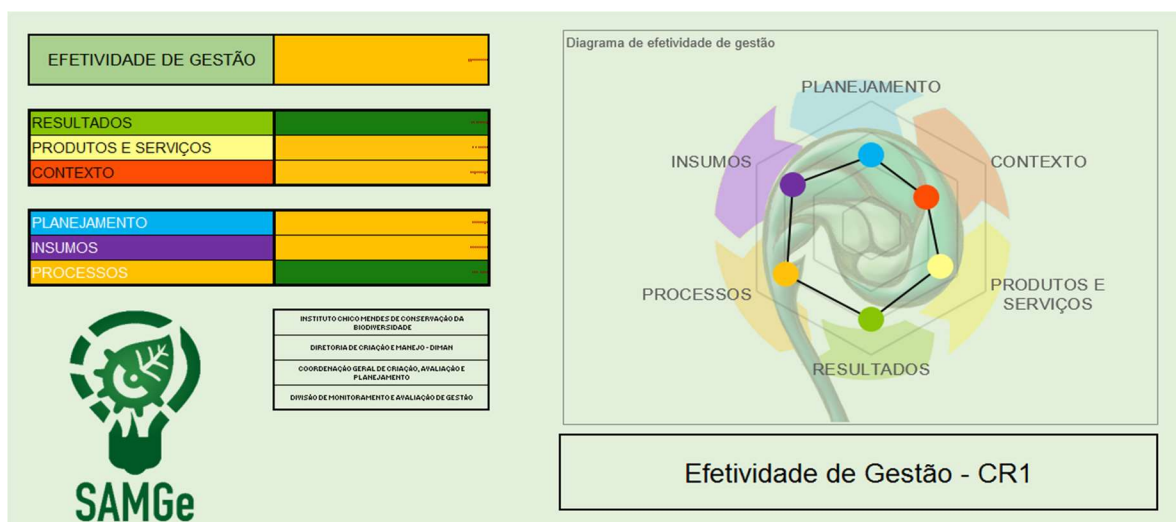 EFETIVIDADE DE GESTÃO
RESULTADOS
PRODUTOS E SERVIÇOS
CONTEXTO
PLANEJAMENTO
INSUMOS
PROCESSOS
SAMGe
INSTITUTO CHICO MENDES DE CONSERVAÇÃO DA
BIODIVERSIDADE
DIRETORIA DE CRIAÇÃO E MANEJO - DIMAN
COORDENAÇÃO GERAL DE CRIAÇÃO, AVALIAÇÃO E
PLANEJAMENTO
DIVISÃO DE MONITORAMENTO E AVALIAÇÃO DE GESTÃO
Diagrama de efetividade de gestão
PLANEJAMENTO
INSUMOS
CONTEXTO
PROCESSOS
PRODUTOS E
SERVIÇOS
RESULTADOS
Efetividade de Gestão - CR1